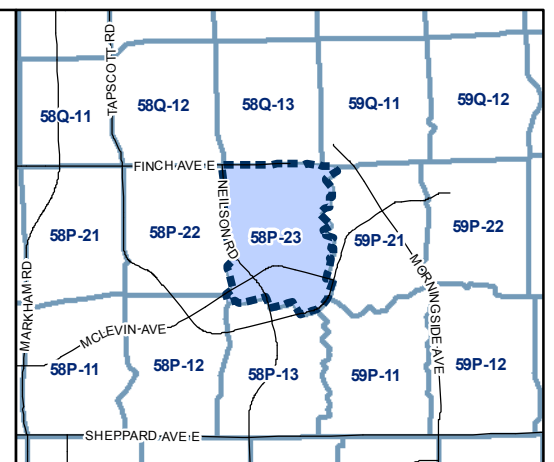 TAPSCOTT RD
58Q-11
58Q-12
58Q-13
59Q-11
59Q-12
FINCH AVE E
NEILSON RD
58P-21
58P-22
58P-23
59P-21
59P-22
MARKHAM RD
MORNINGSIDE AVE
MCLEVIN AVE
58P-11
58P-12
58P-13
59P-11
59P-12
SHEPPARD AVE E